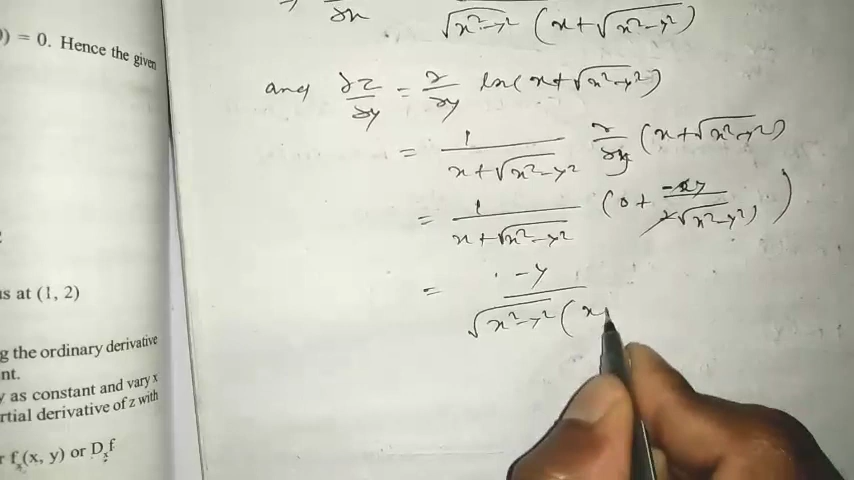 ) = 0. Hence the given
s at (1, 2)
g the ordinary derivative
nt.
y as constant and vary x
rtial derivative of z with
r fₓ(x, y) or Dₓf
⇒ ∂x √x²-y² (x+√x²-y²)
and ∂z/∂y = ∂/∂y ln(x+√x²-y²)
= 1/(x+√x²-y²) ∂/∂y (x+√x²-y²)
= 1/(x+√x²-y²) (0 + -2y/(2√x²-y²))
= -y/(√x²-y² (x